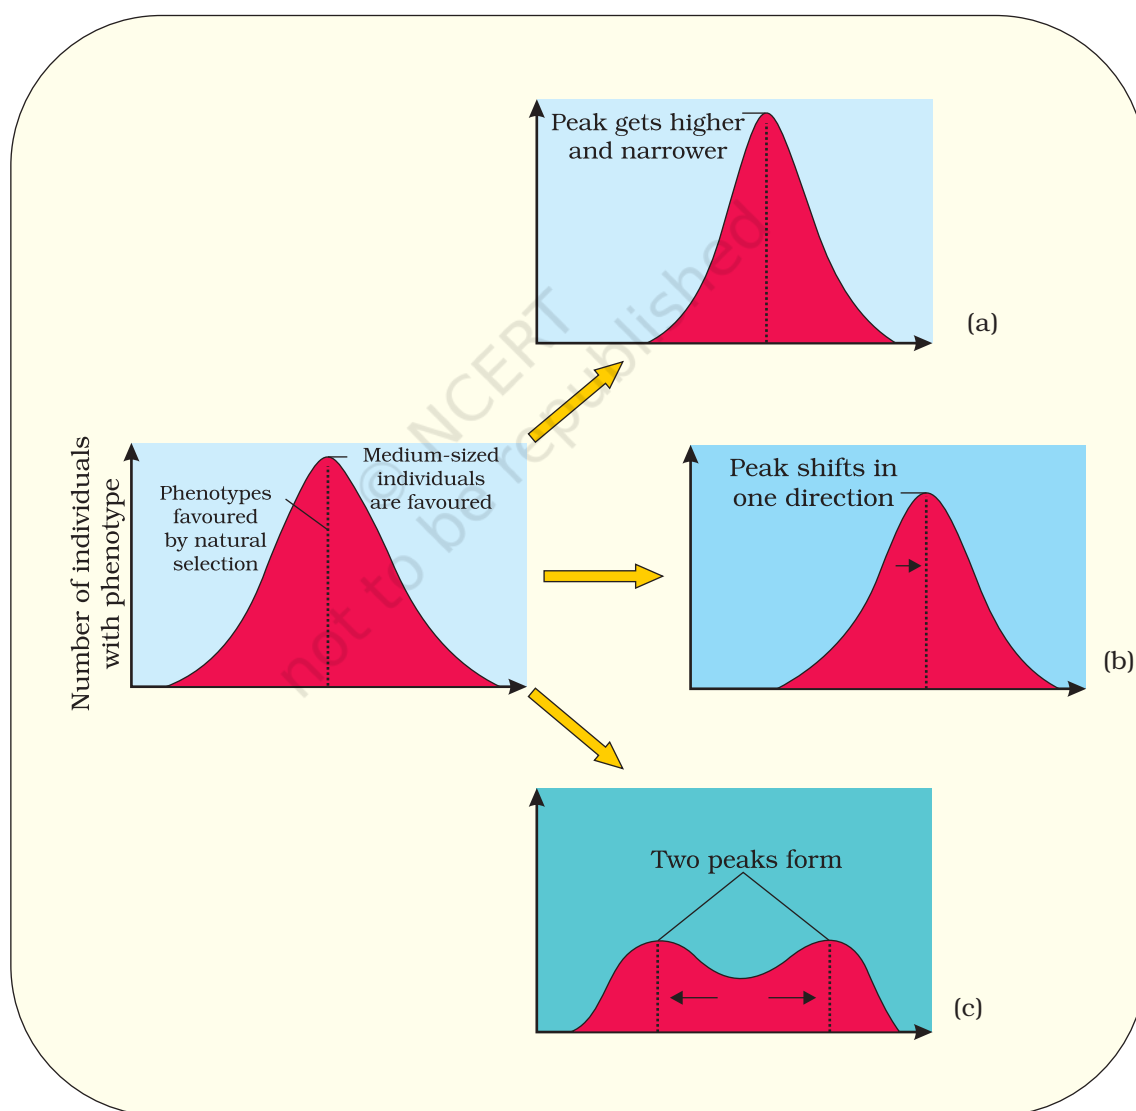 Peak gets higher
and narrower
(a)
© NCERT
not to be republished
Number of individuals
with phenotype
Medium-sized
individuals
are favoured
Phenotypes
favoured
by natural
selection
Peak shifts in
one direction
(b)
Two peaks form
(c)